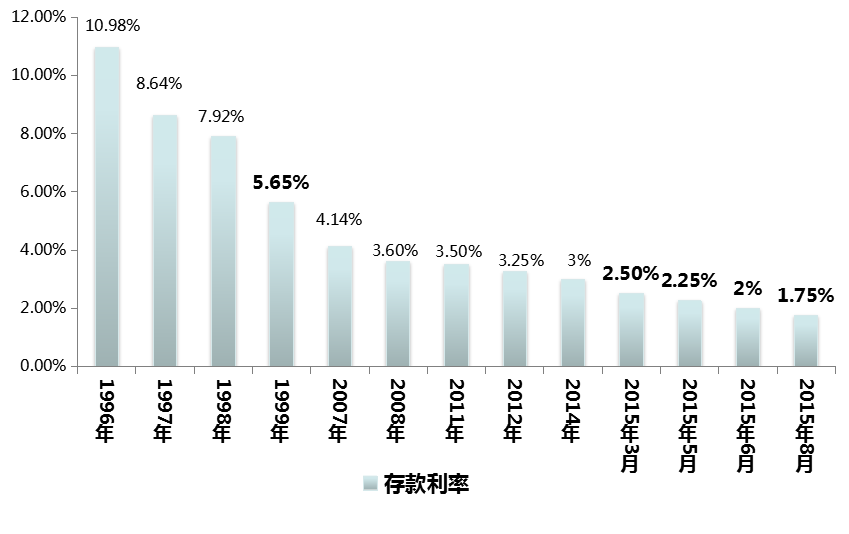 12.00%
10.00%
8.00%
6.00%
4.00%
2.00%
0.00%
10.98%
8.64%
7.92%
5.65%
4.14%
3.60%
3.50%
3.25%
3%
2.50%
2.25%
2%
1.75%
1996年
1997年
1998年
1999年
2007年
2008年
2011年
2012年
2014年
2015年3月
2015年5月
2015年6月
2015年8月
存款利率